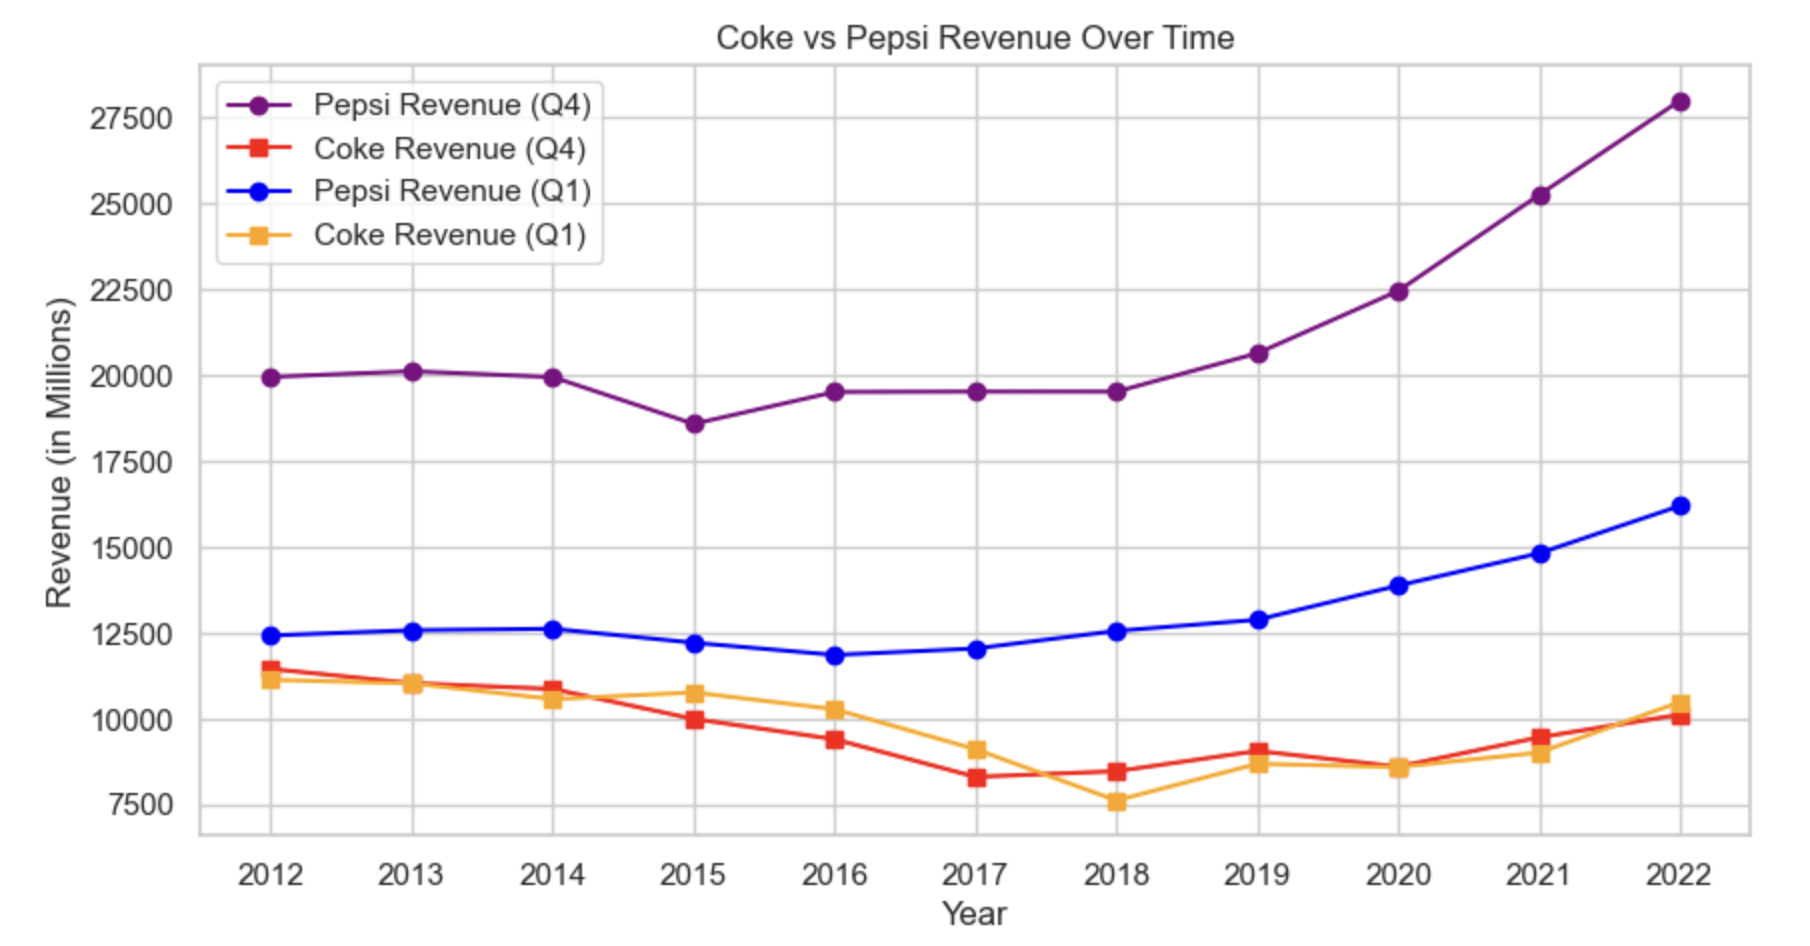 Coke vs Pepsi Revenue Over Time
Pepsi Revenue (Q4)
Coke Revenue (Q4)
Pepsi Revenue (Q1)
Coke Revenue (Q1)
Revenue (in Millions)
27500
25000
22500
20000
17500
15000
12500
10000
7500
2012 2013 2014 2015 2016 2017 2018 2019 2020 2021 2022
Year